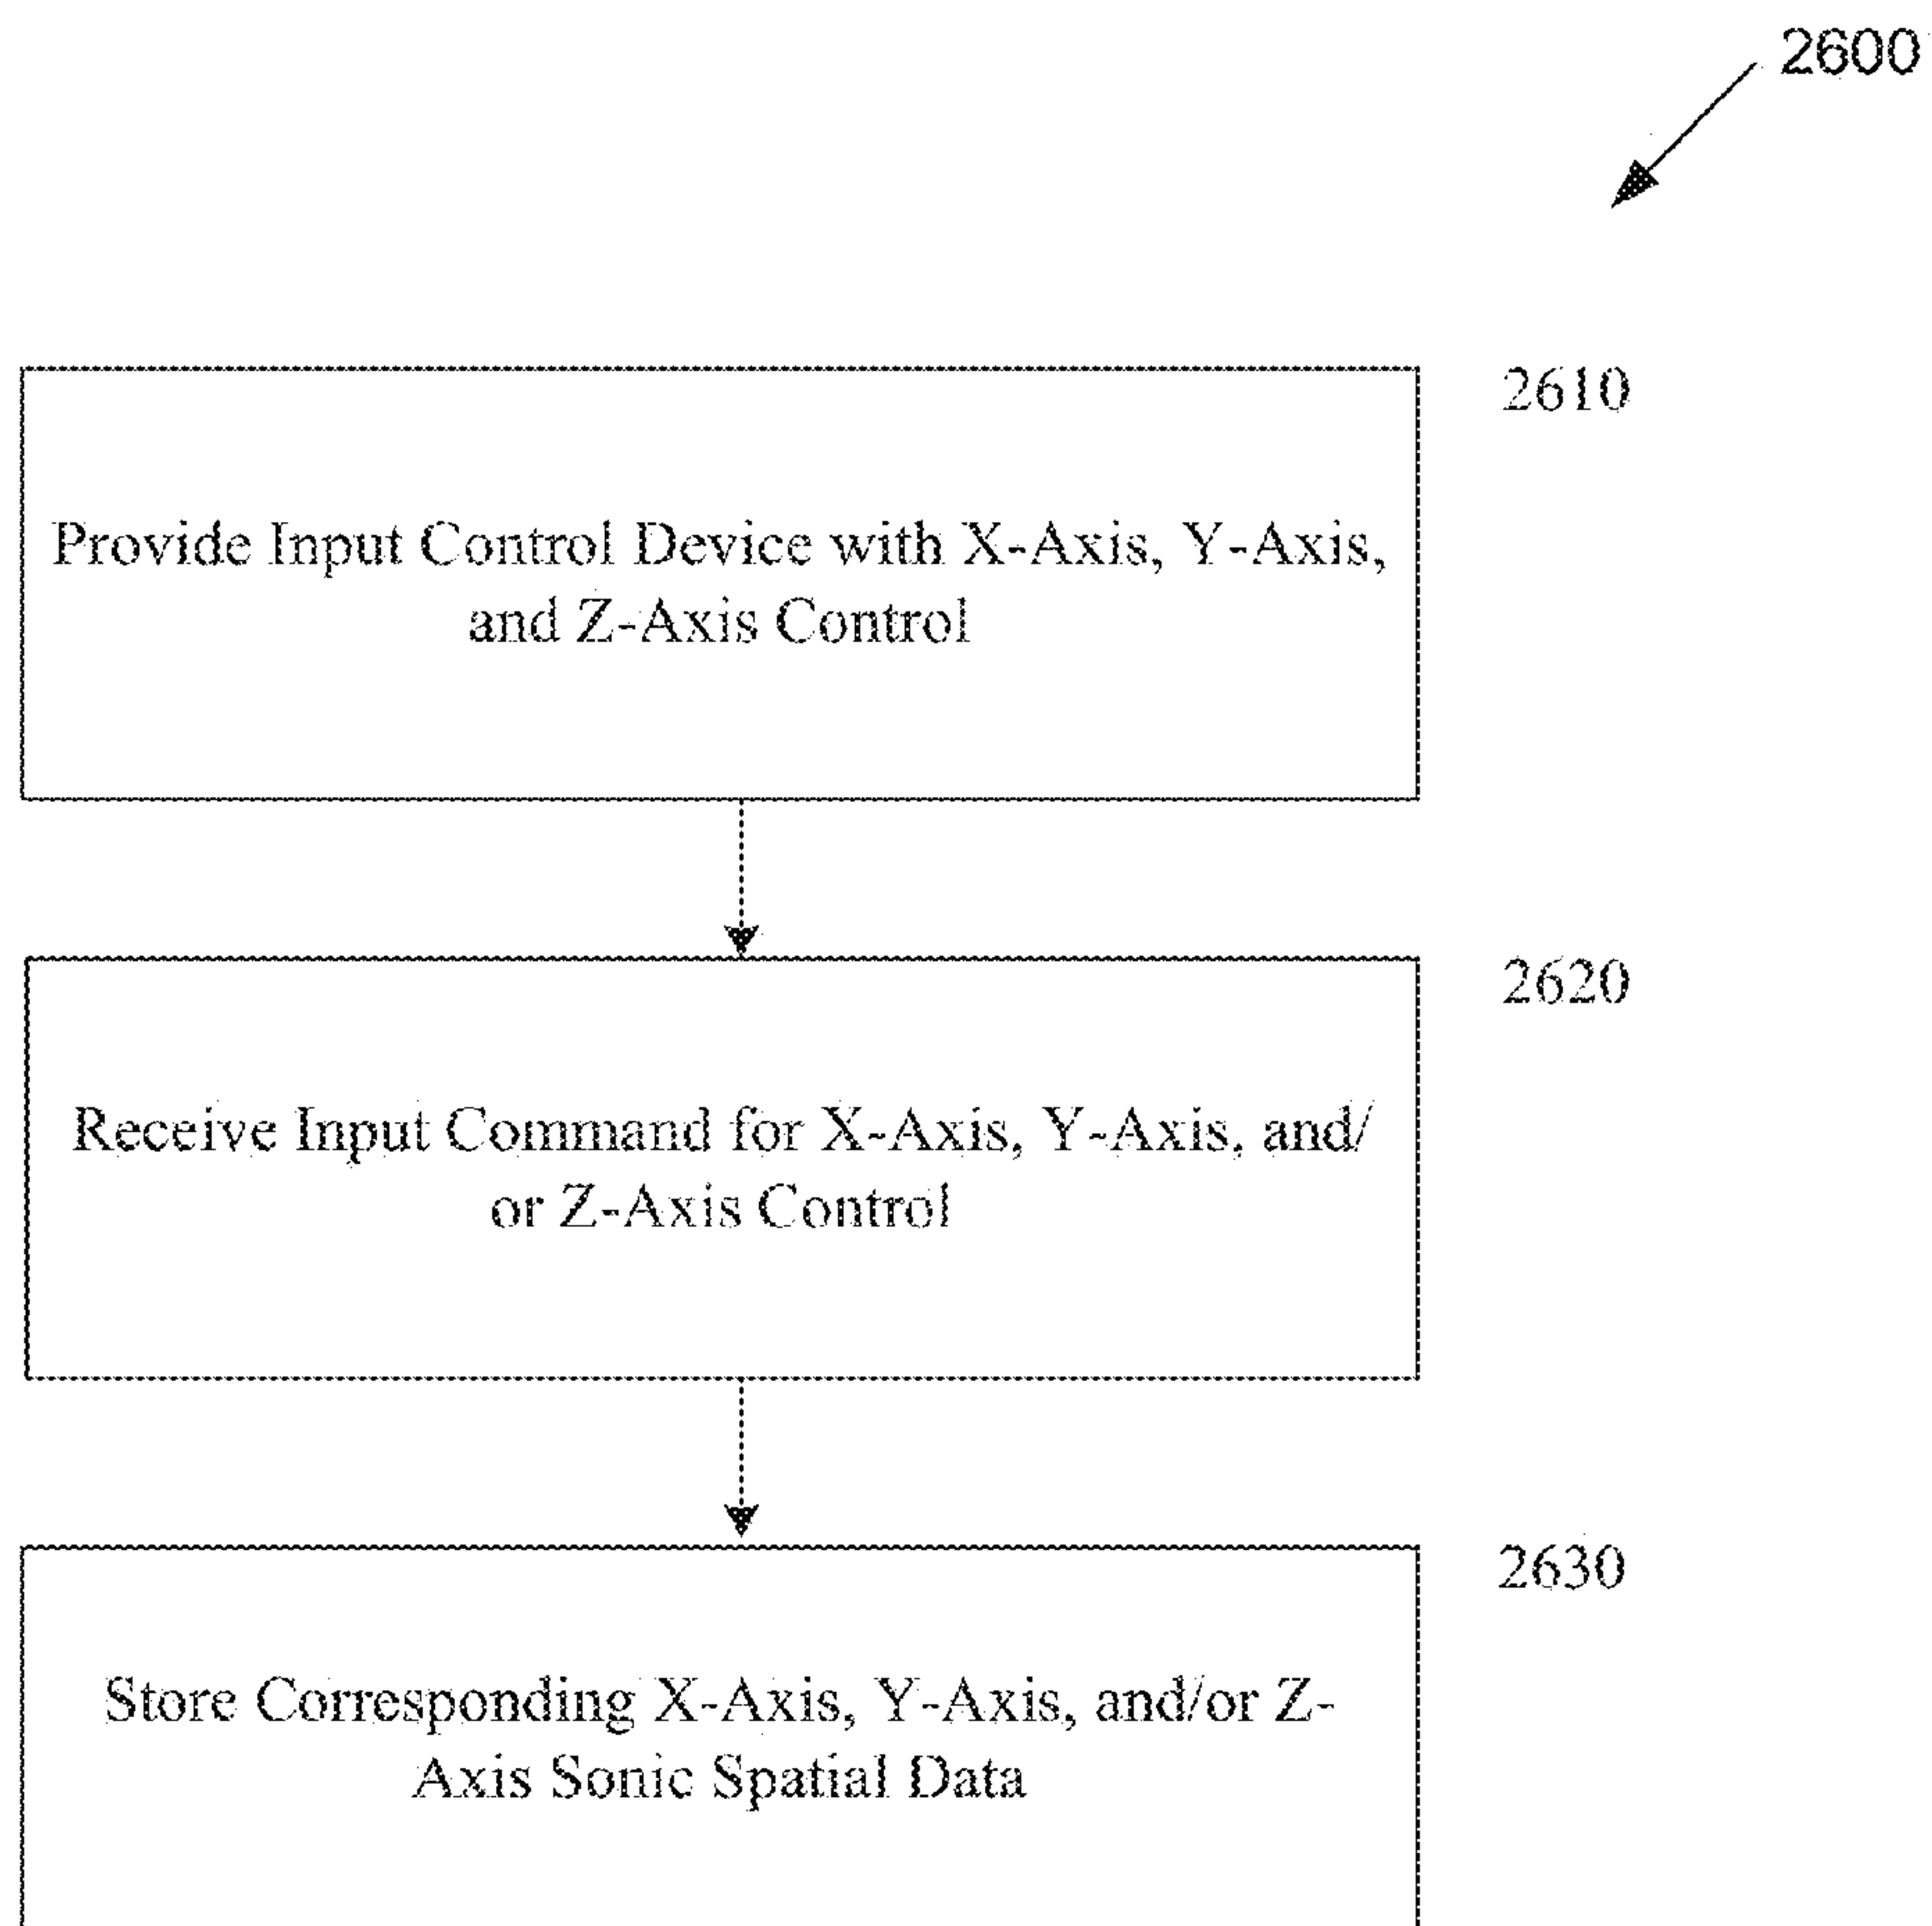 2600
2610
Provide Input Control Device with X-Axis, Y-Axis,
and Z-Axis Control
2620
Receive Input Command for X-Axis, Y-Axis, and/
or Z-Axis Control
2630
Store Corresponding X-Axis, Y-Axis, and/or Z-
Axis Sonic Spatial Data